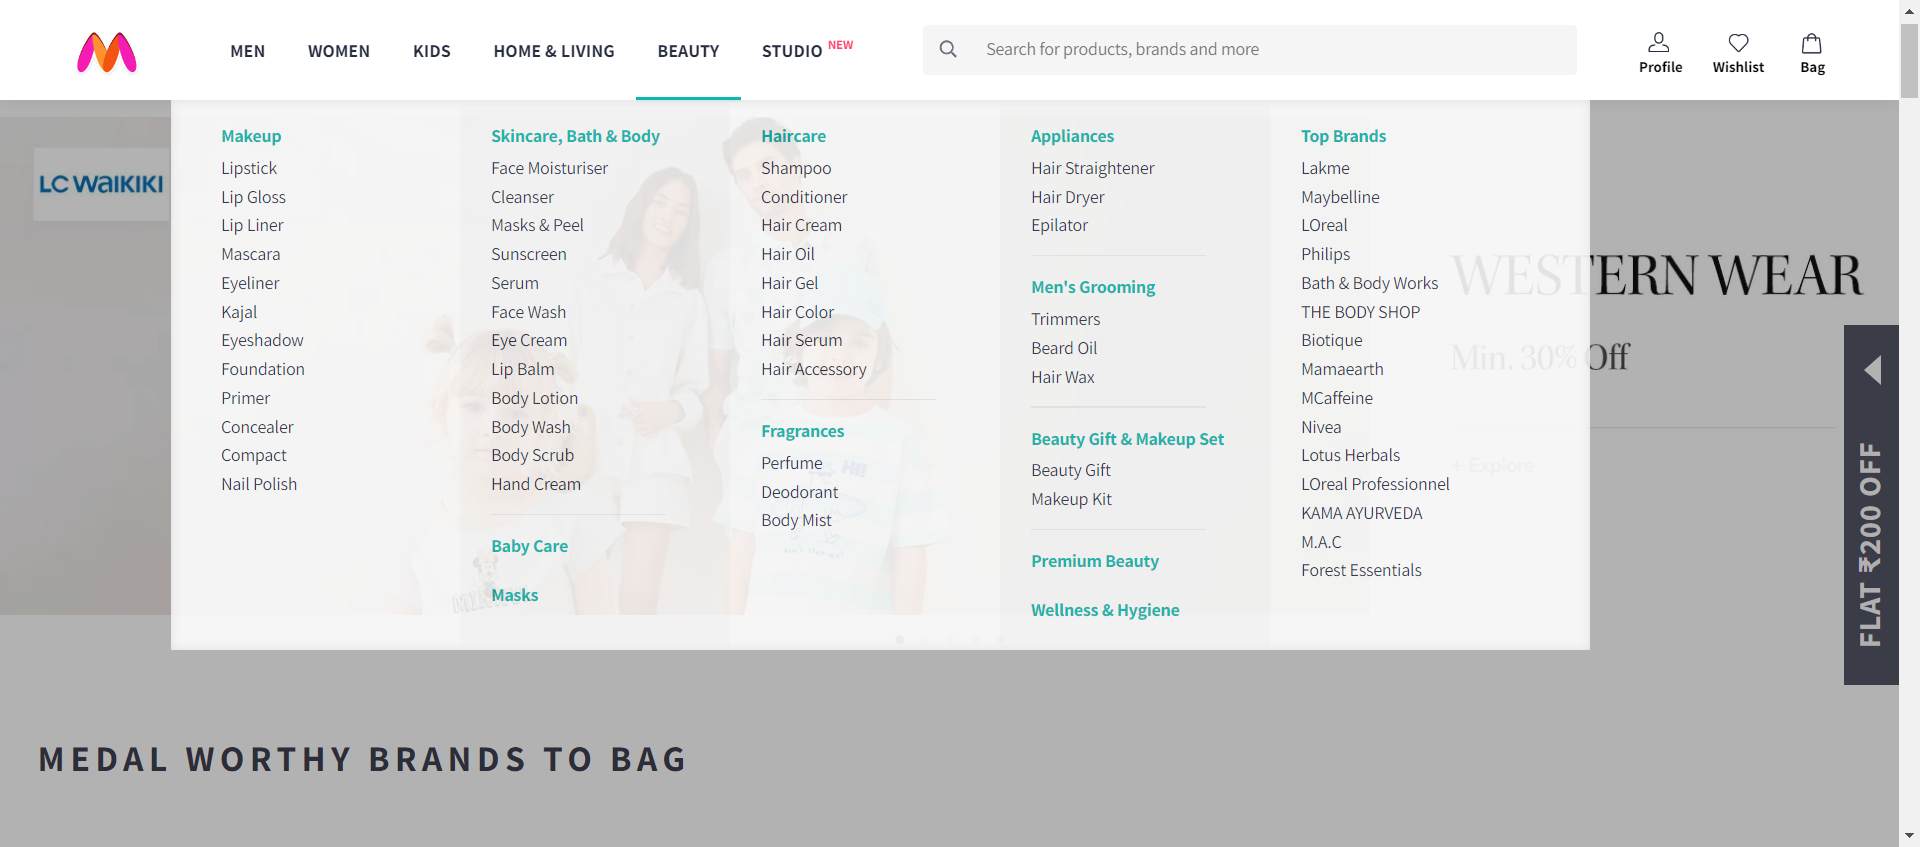 MEN WOMEN KIDS HOME & LIVING BEAUTY STUDIO NEW
Search for products, brands and more
Profile Wishlist Bag
LC WAIKIKI
Makeup
Lipstick
Lip Gloss
Lip Liner
Mascara
Eyeliner
Kajal
Eyeshadow
Foundation
Primer
Concealer
Compact
Nail Polish
Skincare, Bath & Body
Face Moisturiser
Cleanser
Masks & Peel
Sunscreen
Serum
Face Wash
Eye Cream
Lip Balm
Body Lotion
Body Wash
Body Scrub
Hand Cream
Baby Care
Masks
Haircare
Shampoo
Conditioner
Hair Cream
Hair Oil
Hair Gel
Hair Color
Hair Serum
Hair Accessory
Fragrances
Perfume
Deodorant
Body Mist
Appliances
Hair Straightener
Hair Dryer
Epilator
Men's Grooming
Trimmers
Beard Oil
Hair Wax
Beauty Gift & Makeup Set
Beauty Gift
Makeup Kit
Premium Beauty
Wellness & Hygiene
Top Brands
Lakme
Maybelline
LOreal
Philips
Bath & Body Works
THE BODY SHOP
Biotique
Mamaearth
MCaffeine
Nivea
Lotus Herbals
LOreal Professionnel
KAMA AYURVEDA
M.A.C
Forest Essentials
WESTERN WEAR
Min. 30% Off
+ Explore
FLAT ₹200 OFF
MEDAL WORTHY BRANDS TO BAG